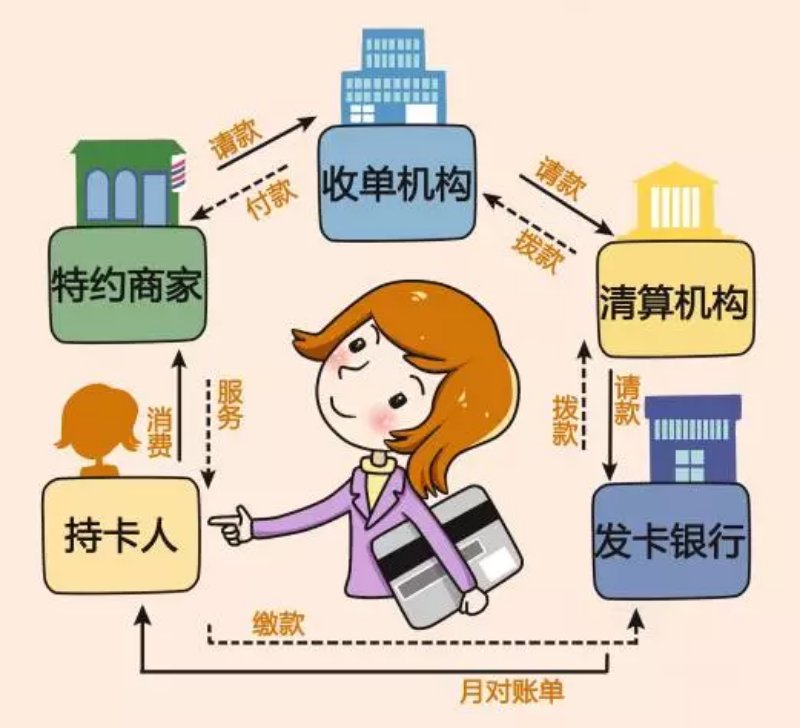 请款
付款
收单机构
请款
拨款
特约商家
清算机构
消费
服务
拨款
请款
持卡人
发卡银行
缴款
月对账单